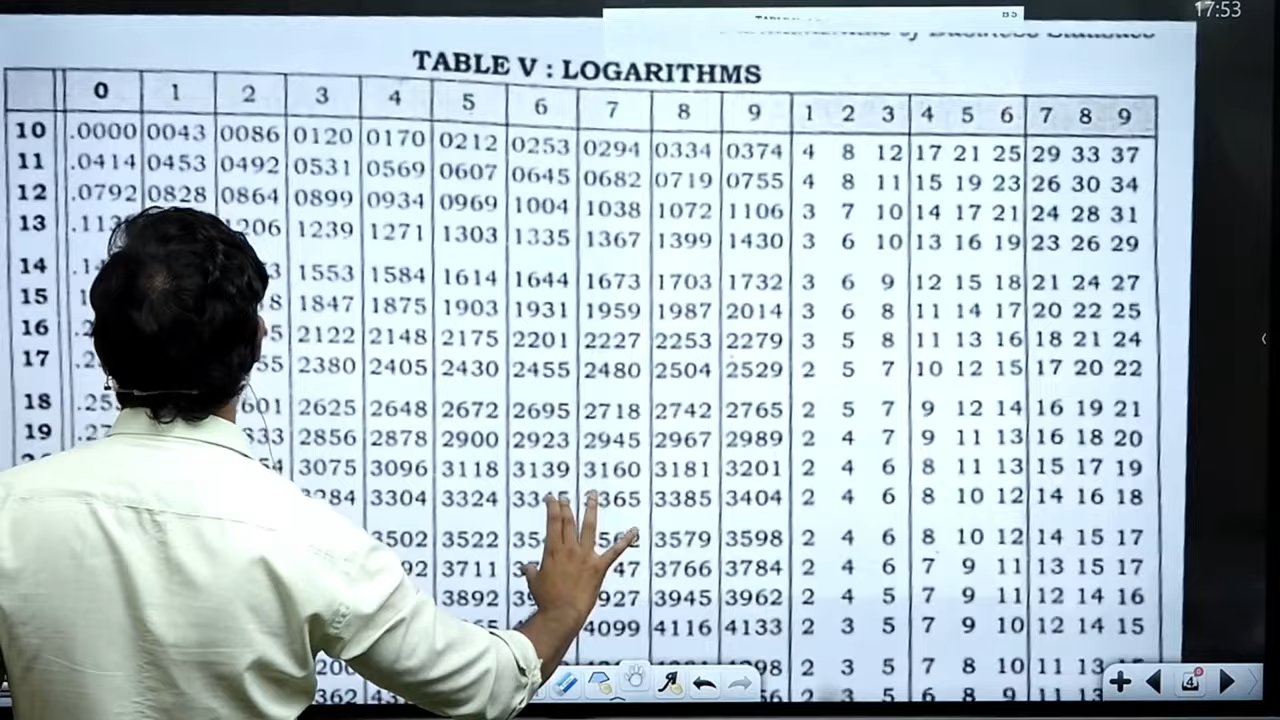 17:53
TABLE V : LOGARITHMS
0 1 2 3 4 5 6 7 8 9 1 2 3 4 5 6 7 8 9
10 .0000 0043 0086 0120 0170 0212 0253 0294 0334 0374 4 8 12 17 21 25 29 33 37
11 .0414 0453 0492 0531 0569 0607 0645 0682 0719 0755 4 8 11 15 19 23 26 30 34
12 .0792 0828 0864 0899 0934 0969 1004 1038 1072 1106 3 7 10 14 17 21 24 28 31
13 1239 1271 1303 1335 1367 1399 1430 3 6 10 13 16 19 23 26 29
14 1553 1584 1614 1644 1673 1703 1732 3 6 9 12 15 18 21 24 27
15 1847 1875 1903 1931 1959 1987 2014 3 6 8 11 14 17 20 22 25
16 2122 2148 2175 2201 2227 2253 2279 3 5 8 11 13 16 18 21 24
17 2380 2405 2430 2455 2480 2504 2529 2 5 7 10 12 15 17 20 22
18 2625 2648 2672 2695 2718 2742 2765 2 5 7 9 12 14 16 19 21
19 2856 2878 2900 2923 2945 2967 2989 2 4 7 9 11 13 16 18 20
3075 3096 3118 3139 3160 3181 3201 2 4 6 8 11 13 15 17 19
3304 3324 3385 3404 2 4 6 8 10 12 14 16 18
3502 3522 3579 3598 2 4 6 8 10 12 14 15 17
3711 3766 3784 2 4 6 7 9 11 13 15 17
3892 3945 3962 2 4 5 7 9 11 12 14 16
4099 4116 4133 2 3 5 7 9 10 12 14 15
2 3 5 7 8 10 11 13
2 3 5 6 8 9 11 13
4